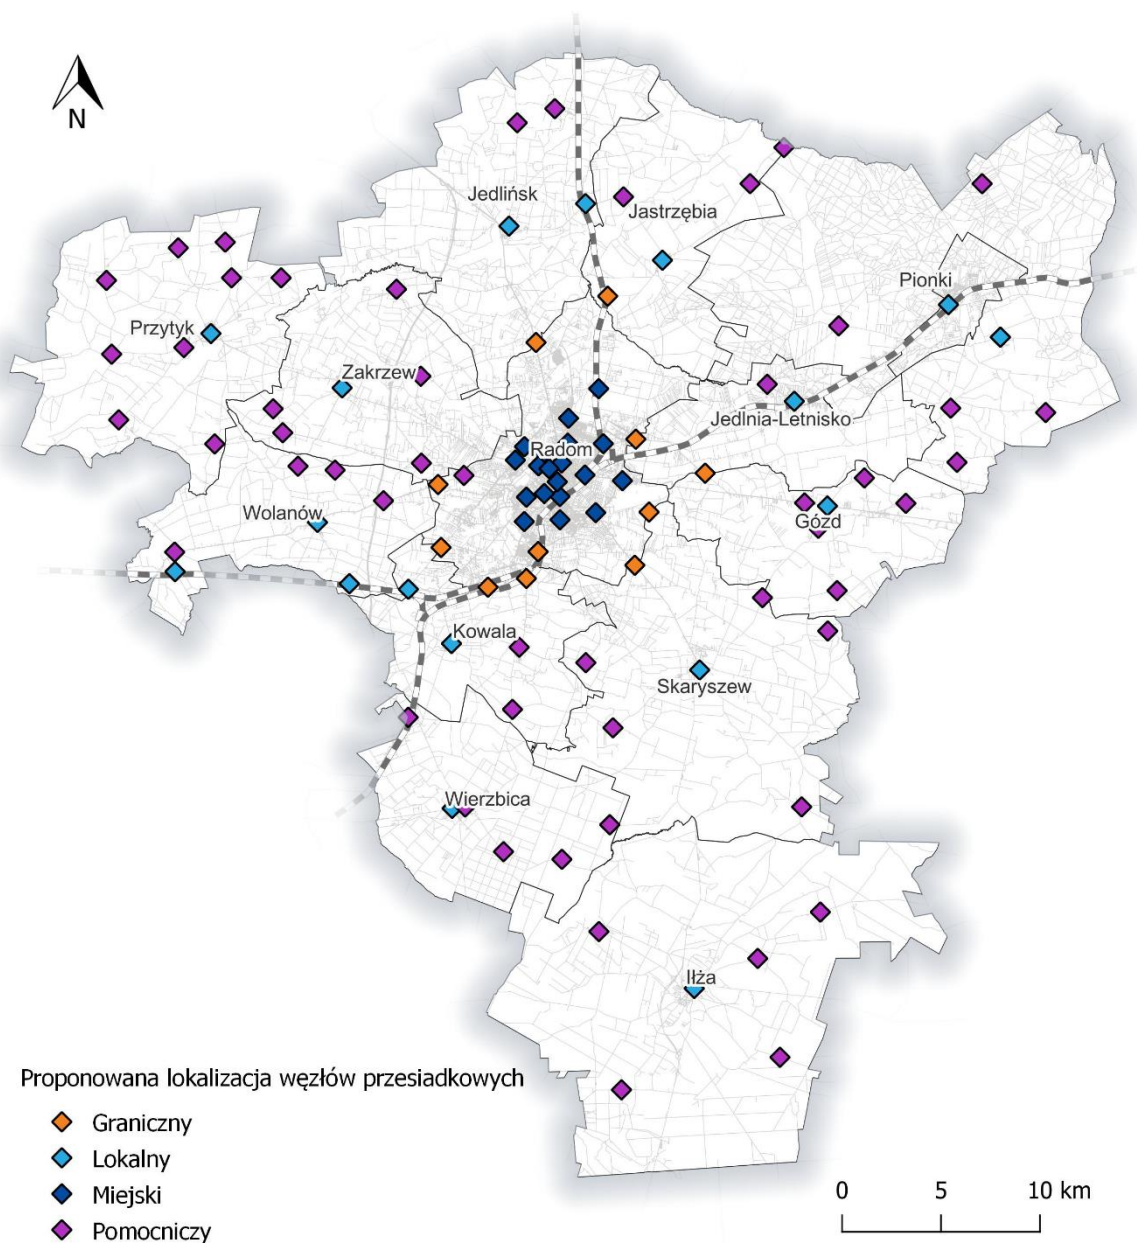 N
Jedlińsk
Jastrzębia
Pionki
Przytyk
Zakrzew
Jedlnia-Letnisko
Radom
Wolanów
Gózd
Kowala
Skaryszew
Wierzbica
Iłża
Proponowana lokalizacja węzłów przesiadkowych
Graniczny
Lokalny
Miejski
Pomocniczy
0 5 10 km